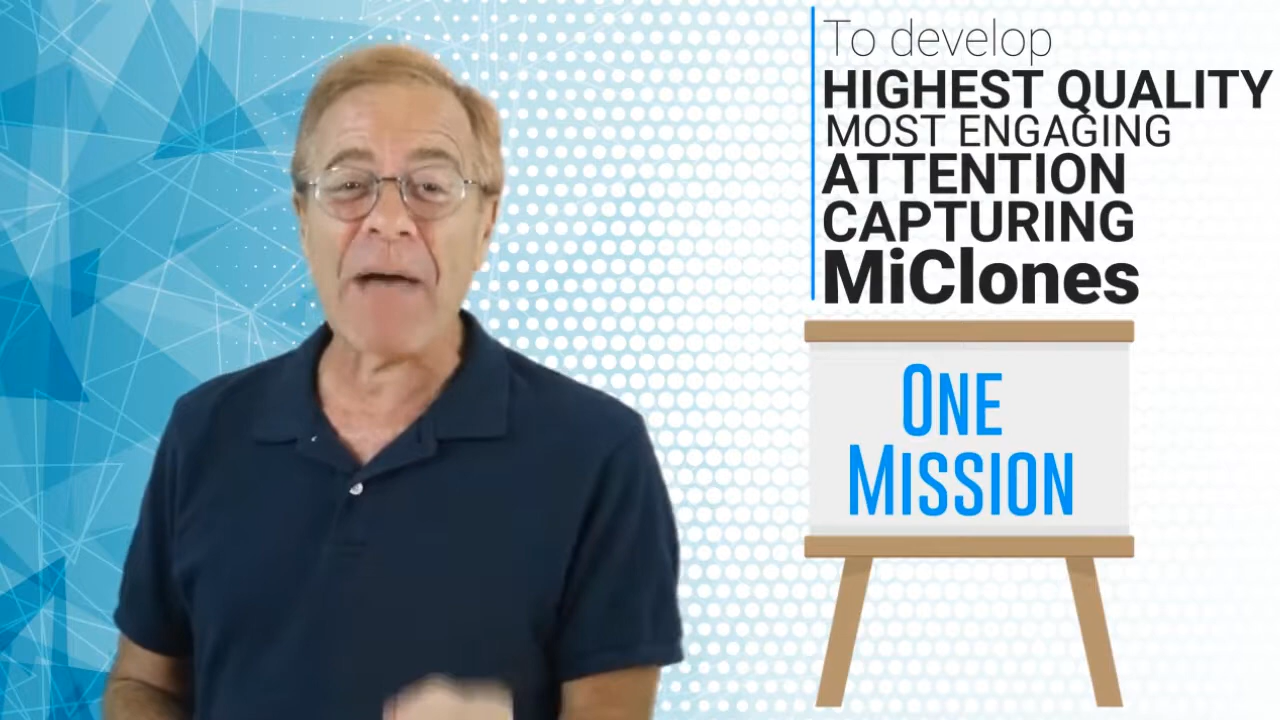 To develop
HIGHEST QUALITY
MOST ENGAGING
ATTENTION
CAPTURING
MiClones
ONE
MISSION